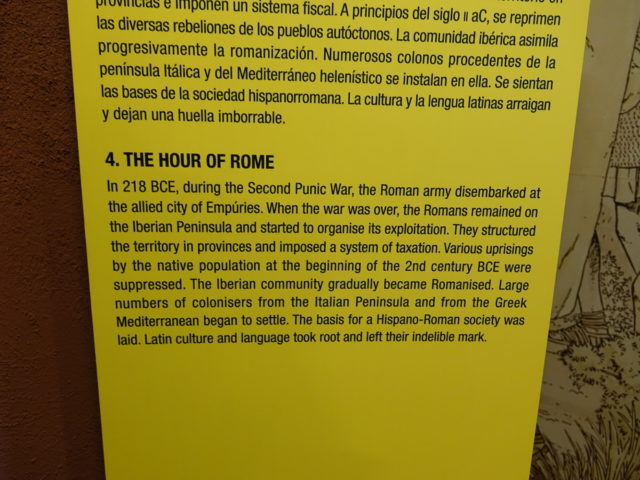 provincias e imponen un sistema fiscal. A principios del siglo II aC, se reprimen
las diversas rebeliones de los pueblos autóctonos. La comunidad ibérica asimila
progresivamente la romanización. Numerosos colonos procedentes de la
península Itálica y del Mediterráneo helenístico se instalan en ella. Se sientan
las bases de la sociedad hispanorromana. La cultura y la lengua latinas arraigan
y dejan una huella imborrable.
4. THE HOUR OF ROME
In 218 BCE, during the Second Punic War, the Roman army disembarked at
the allied city of Empúries. When the war was over, the Romans remained on
the Iberian Peninsula and started to organise its exploitation. They structured
the territory in provinces and imposed a system of taxation. Various uprisings
by the native population at the beginning of the 2nd century BCE were
suppressed. The Iberian community gradually became Romanised. Large
numbers of colonisers from the Italian Peninsula and from the Greek
Mediterranean began to settle. The basis for a Hispano-Roman society was
laid. Latin culture and language took root and left their indelible mark.